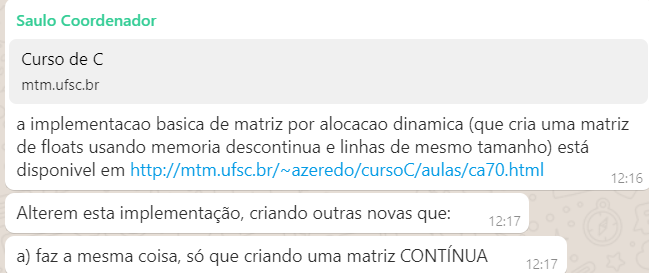 Saulo Coordenador
Curso de C
mtm.ufsc.br
a implementacao basica de matriz por alocacao dinamica (que cria uma matriz
de floats usando memoria descontinua e linhas de mesmo tamanho) está
disponivel em http://mtm.ufsc.br/~azeredo/cursoC/aulas/ca70.html
12:16
Alterem esta implementação, criando outras novas que:
12:17
a) faz a mesma coisa, só que criando uma matriz CONTÍNUA
12:17